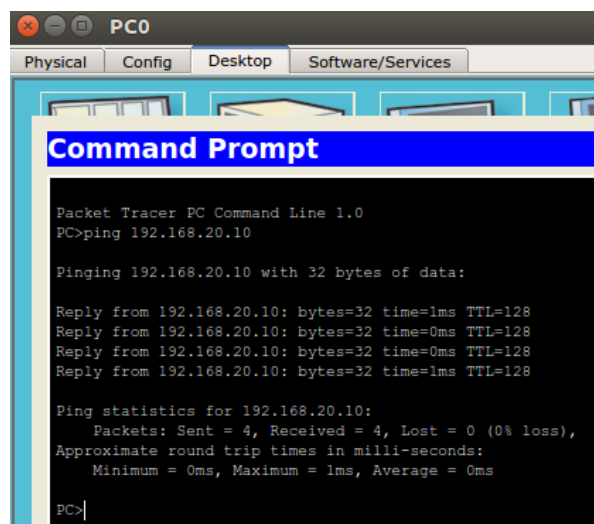 PC0
Physical Config Desktop Software/Services
Command Prompt
Packet Tracer PC Command Line 1.0
PC>ping 192.168.20.10
Pinging 192.168.20.10 with 32 bytes of data:
Reply from 192.168.20.10: bytes=32 time=1ms TTL=128
Reply from 192.168.20.10: bytes=32 time=0ms TTL=128
Reply from 192.168.20.10: bytes=32 time=0ms TTL=128
Reply from 192.168.20.10: bytes=32 time=1ms TTL=128
Ping statistics for 192.168.20.10:
Packets: Sent = 4, Received = 4, Lost = 0 (0% loss),
Approximate round trip times in milli-seconds:
Minimum = 0ms, Maximum = 1ms, Average = 0ms
PC>